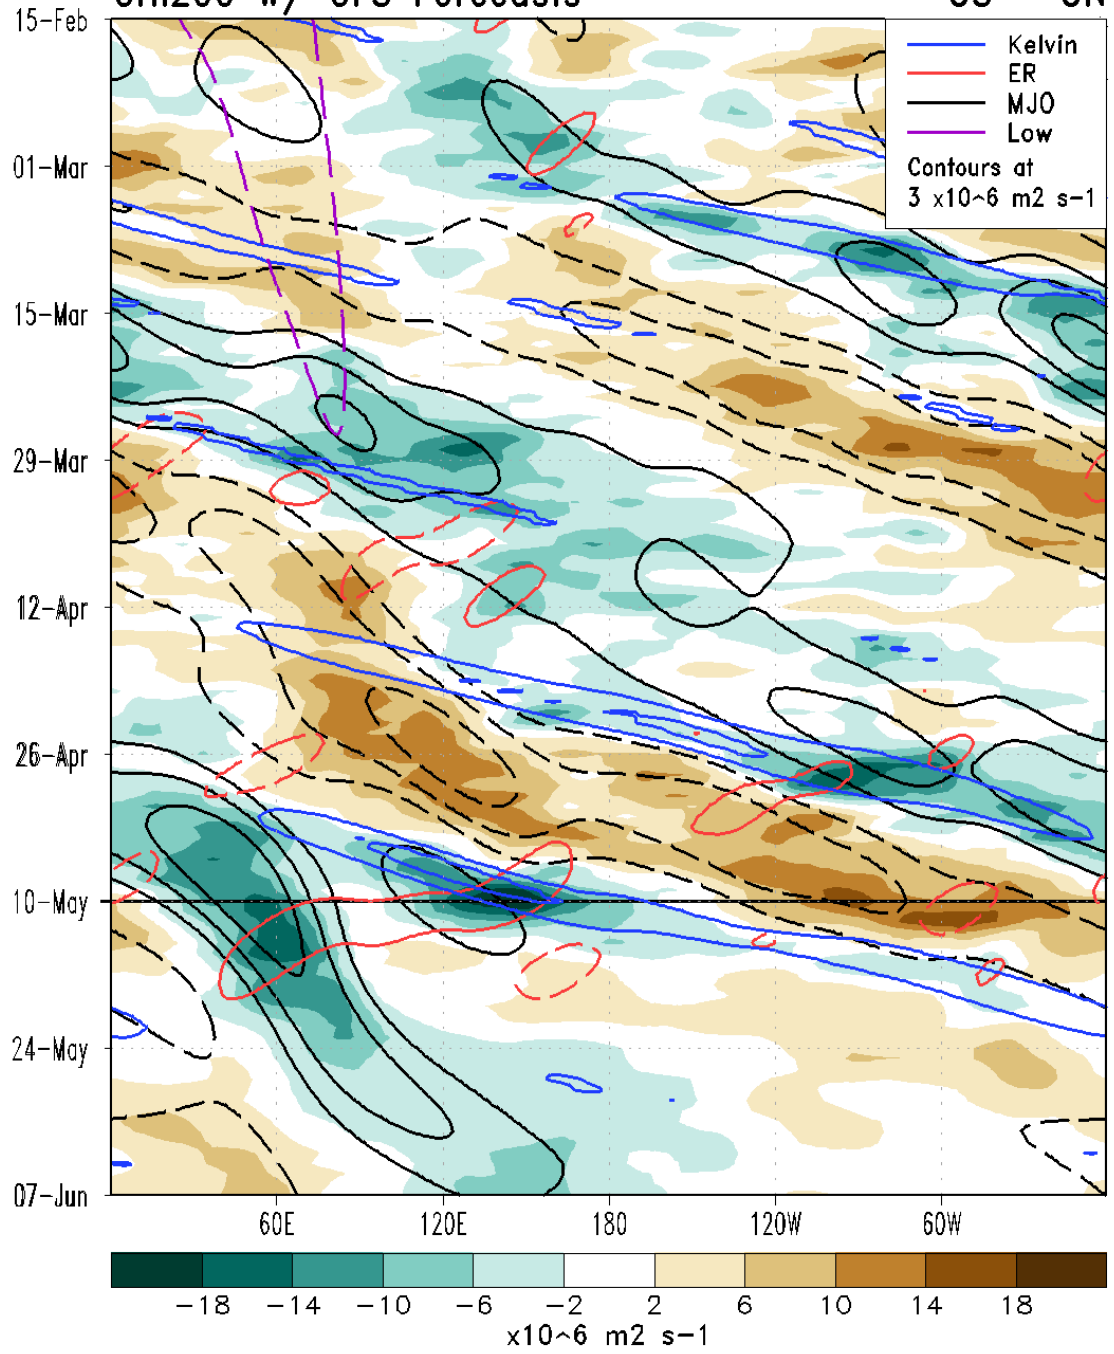 15-Feb
Kelvin
ER
MJO
Low
Contours at
3 x10^6 m2 s-1
01-Mar
15-Mar
29-Mar
12-Apr
26-Apr
10-May
24-May
07-Jun
60E 120E 180 120W 60W
-18 -14 -10 -6 -2 2 6 10 14 18
x10^6 m2 s-1